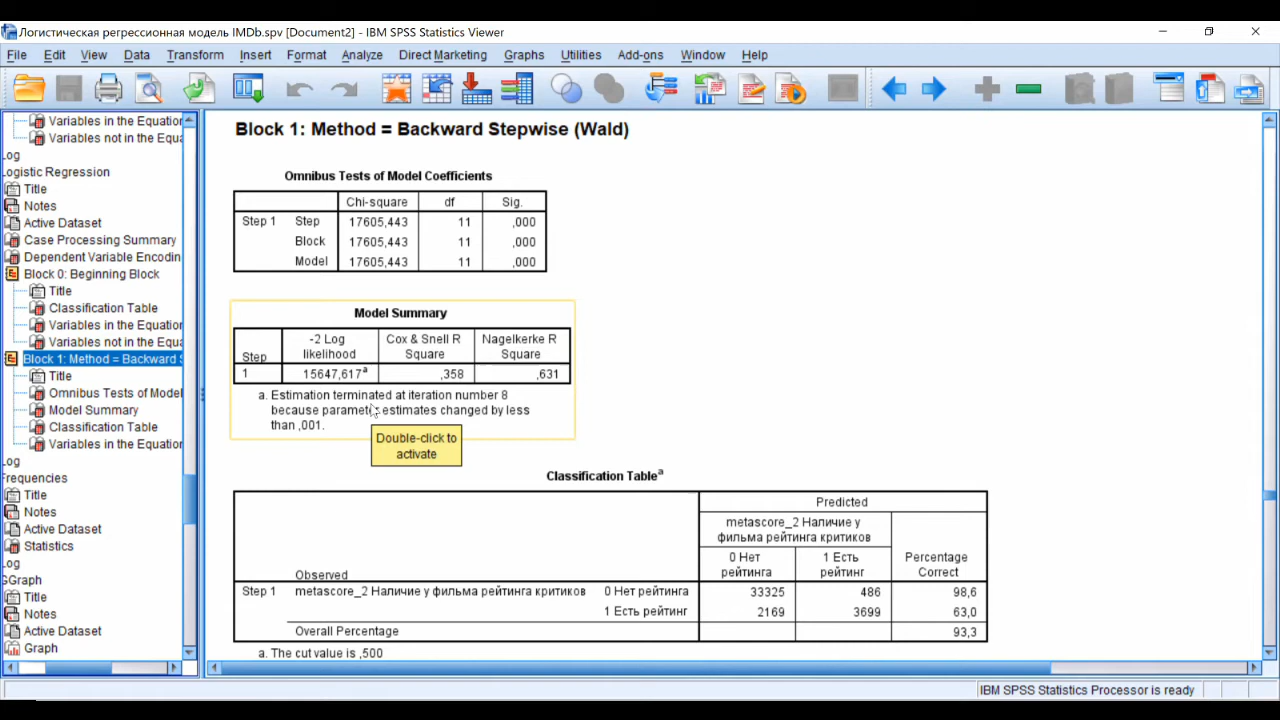 Логистическая регрессионная модель IMDb.spv [Document2] - IBM SPSS Statistics Viewer
File Edit View Data Transform Insert Format Analyze Direct Marketing Graphs Utilities Add-ons Window Help
Variables in the Equation
Variables not in the Equa
Log
Logistic Regression
Title
Notes
Active Dataset
Case Processing Summary
Dependent Variable Encodin
Block 0: Beginning Block
Title
Classification Table
Variables in the Equation
Variables not in the Equa
Block 1: Method = Backward S
Title
Omnibus Tests of Model
Model Summary
Classification Table
Variables in the Equation
Log
Frequencies
Title
Notes
Active Dataset
Statistics
Log
GGraph
Title
Notes
Active Dataset
Graph
Block 1: Method = Backward Stepwise (Wald)
Omnibus Tests of Model Coefficients
Chi-square df Sig.
Step 1 Step 17605,443 11 ,000
Block 17605,443 11 ,000
Model 17605,443 11 ,000
Model Summary
Step -2 Log likelihood Cox & Snell R Square Nagelkerke R Square
1 15647,617a ,358 ,631
a. Estimation terminated at iteration number 8
because parameter estimates changed by less
than ,001.
Double-click to
activate
Classification Tablea
Predicted
metascore_2 Наличие у
фильма рейтинга критиков
Observed 0 Нет рейтинга 1 Есть рейтинг Percentage Correct
Step 1 metascore_2 Наличие у фильма рейтинга критиков 0 Нет рейтинга 33325 486 98,6
1 Есть рейтинг 2169 3699 63,0
Overall Percentage 93,3
a. The cut value is ,500
IBM SPSS Statistics Processor is ready